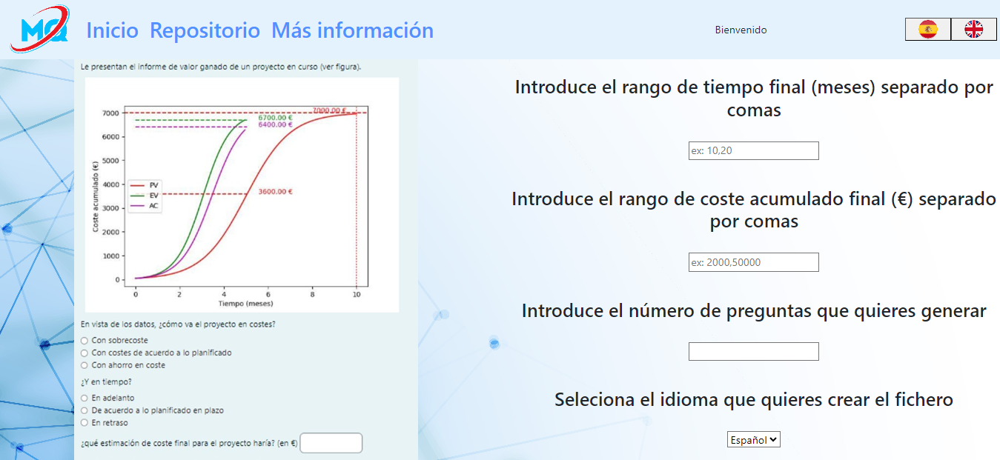 MQ
Inicio Repositorio Más información
Bienvenido
Le presentan el informe de valor ganado de un proyecto en curso (ver figura).
7000.00 €
6700.00 €
6400.00 €
3600.00 €
7000
6000
5000
4000
3000
2000
1000
0
Coste acumulado (€)
PV
EV
AC
0 2 4 6 8 10
Tiempo (meses)
En vista de los datos, ¿cómo va el proyecto en costes?
Con sobrecoste
Con costes de acuerdo a lo planificado
Con ahorro en coste
¿Y en tiempo?
En adelanto
De acuerdo a lo planificado en plazo
En retraso
¿qué estimación de coste final para el proyecto haría? (en €)
Introduce el rango de tiempo final (meses) separado por
comas
ex: 10,20
Introduce el rango de coste acumulado final (€) separado
por comas
ex: 2000,50000
Introduce el número de preguntas que quieres generar
Selecciona el idioma que quieres crear el fichero
Español